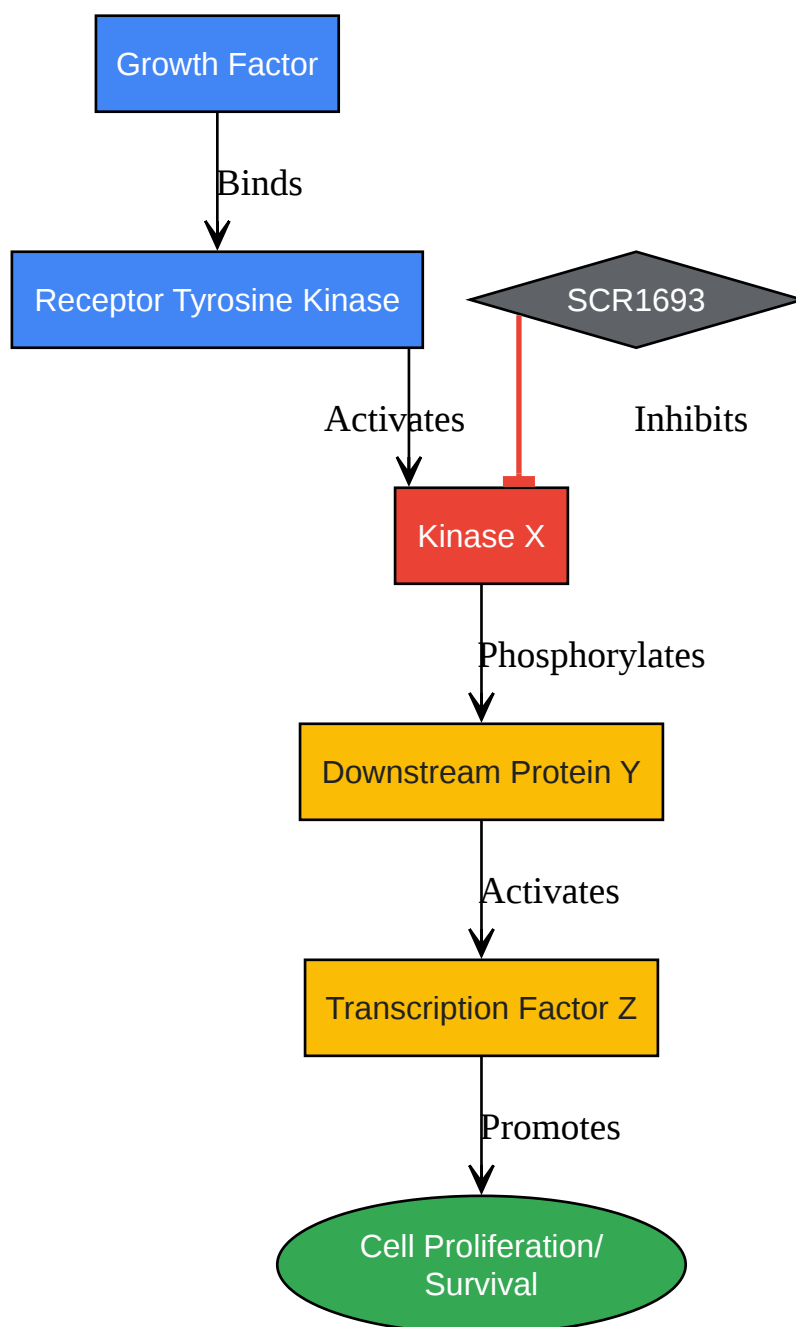 Growth Factor
Binds
Receptor Tyrosine Kinase
SCR1693
Activates
Inhibits
Kinase X
Phosphorylates
Downstream Protein Y
Activates
Transcription Factor Z
Promotes
Cell Proliferation/
Survival